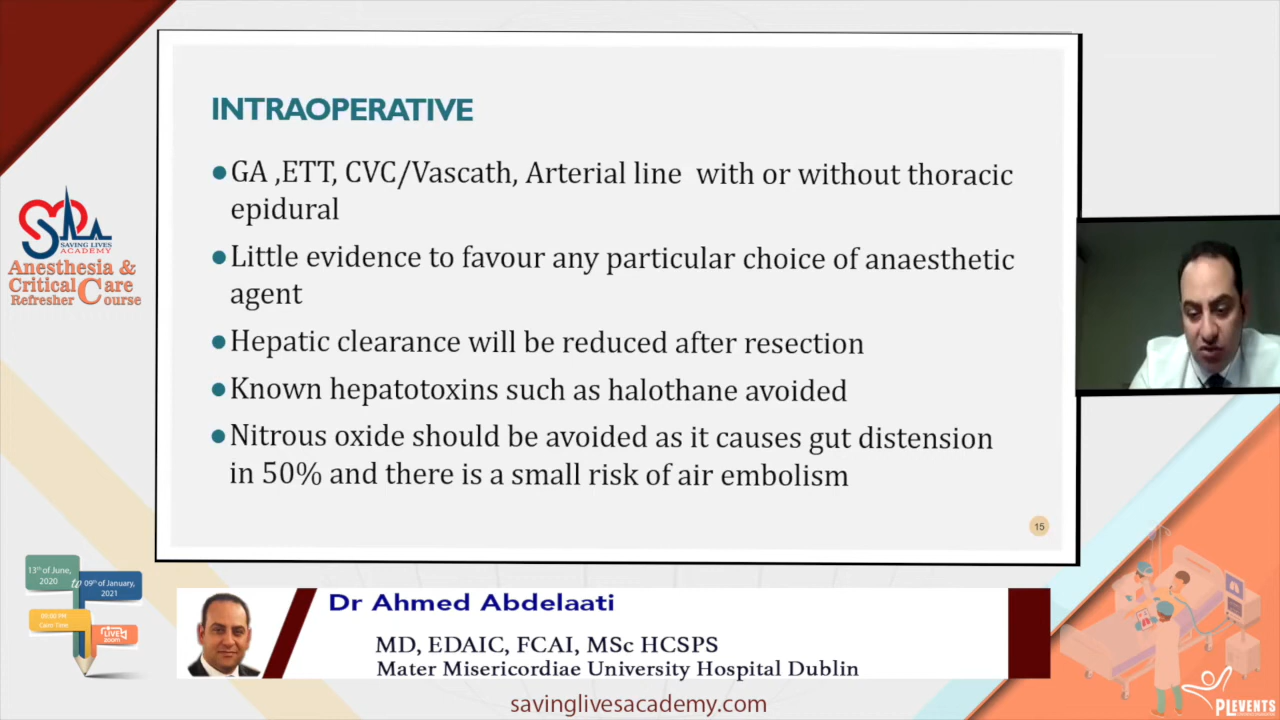 INTRAOPERATIVE
●GA ,ETT, CVC/Vascath, Arterial line with or without thoracic
epidural
●Little evidence to favour any particular choice of anaesthetic
agent
●Hepatic clearance will be reduced after resection
●Known hepatotoxins such as halothane avoided
●Nitrous oxide should be avoided as it causes gut distension
in 50% and there is a small risk of air embolism
15
SAVING LIVES
ACADEMY
Anesthesia &
Critical Care
Refresher Course
13th of June,
2020
to
09th of January,
2021
Cairo Time
LIVE
zoom
Dr Ahmed Abdelaati
MD, EDAIC, FCAI, MSc HCSPS
Mater Misericordiae University Hospital Dublin
savinglivesacademy.com
PLEVENTS